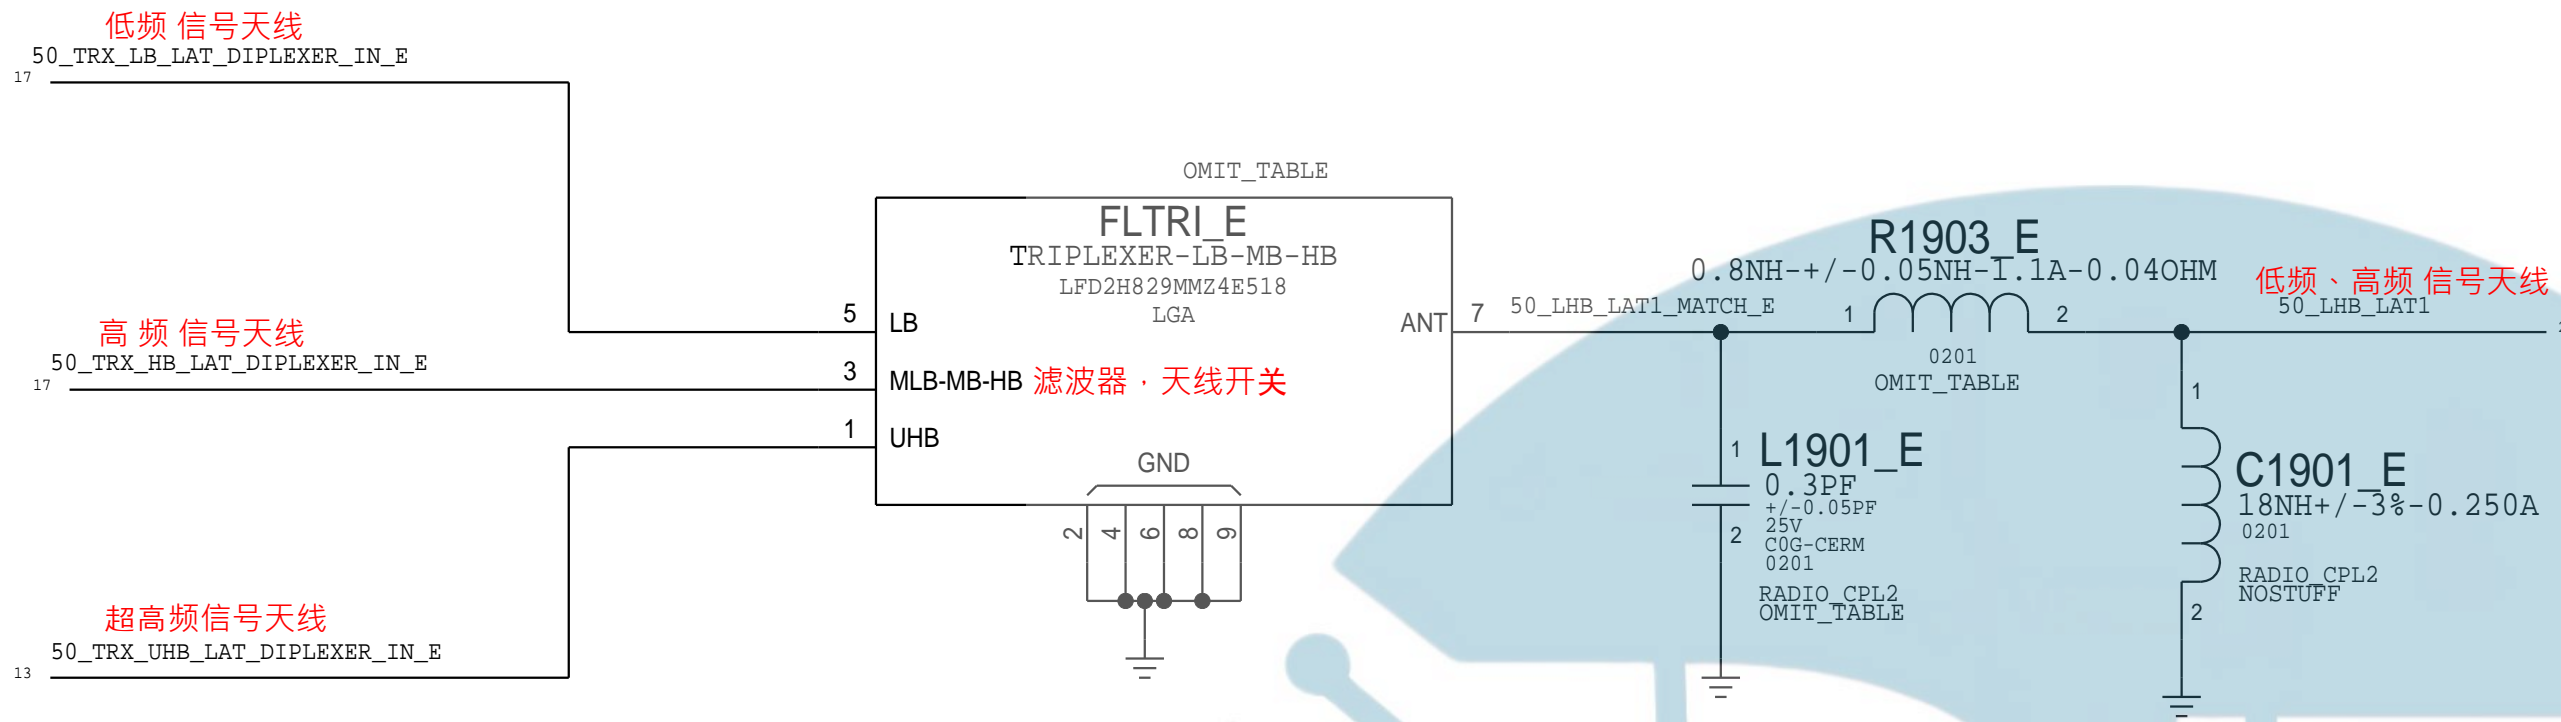 低频 信号天线
50_TRX_LB_LAT_DIPLEXER_IN_E
17
高 频 信号天线
50_TRX_HB_LAT_DIPLEXER_IN_E
17
超高频信号天线
50_TRX_UHB_LAT_DIPLEXER_IN_E
13
OMIT_TABLE
FLTRI_E
TRIPLEXER-LB-MB-HB
LFD2H829MMZ4E518
LGA
5 LB
3 MLB-MB-HB 滤波器，天线开关
1 UHB
ANT 7
GND
2 4 6 8 9
50_LHB_LAT1_MATCH_E
R1903_E
0.8NH-+/-0.05NH-1.1A-0.04OHM
1 2
0201
OMIT_TABLE
低频、高频 信号天线
50_LHB_LAT1
1
L1901_E
0.3PF
+/-0.05PF
25V
2
C0G-CERM
0201
RADIO_CPL2
OMIT_TABLE
1
C1901_E
18NH+/-3%-0.250A
0201
RADIO_CPL2
NOSTUFF
2